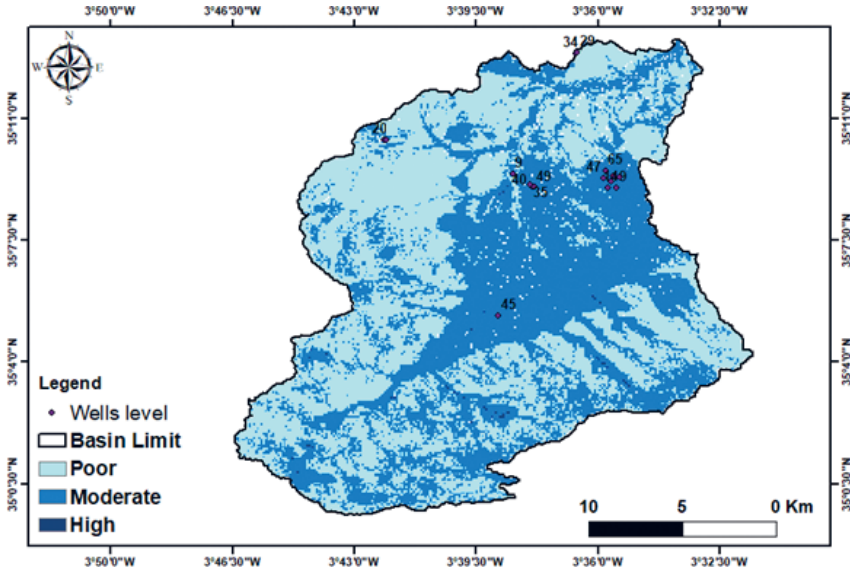 3°50'0"W 3°46'30"W 3°43'0"W 3°39'30"W 3°36'0"W 3°32'30"W
N
W E
S
34 29
35°11'0"N 35°11'0"N
20
9
40 49
35
47 65
35°7'30"N 35°7'30"N
45
35°4'0"N 35°4'0"N
Legend
Wells level
Basin Limit
Poor
Moderate
High
35°0'30"N 35°0'30"N
10 5 0 Km
3°50'0"W 3°46'30"W 3°43'0"W 3°39'30"W 3°36'0"W 3°32'30"W